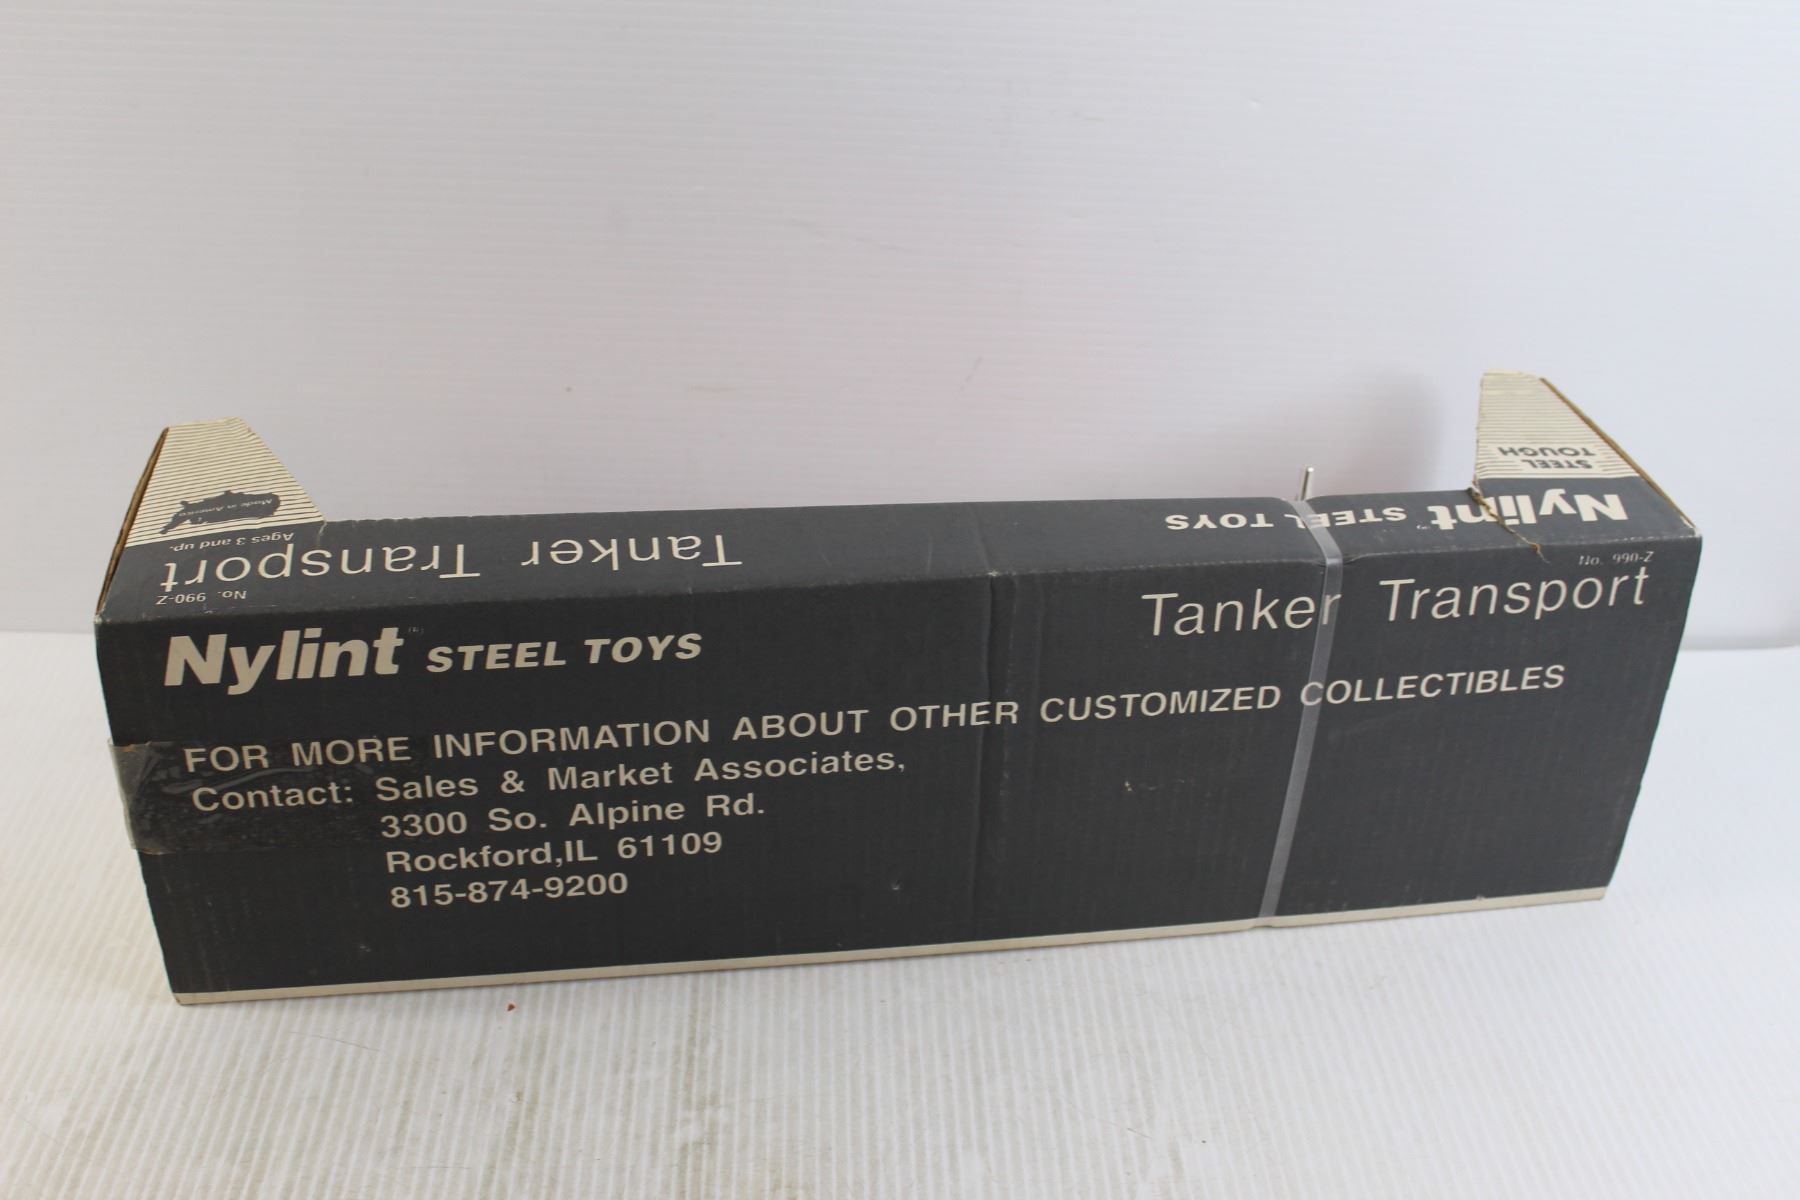 Made in America
Ages 3 and up.
Tanker Transport
No. 990-Z
STEEL TOUGH
Nylint STEEL TOYS
No. 990-Z
Nylint STEEL TOYS
Tanker Transport
FOR MORE INFORMATION ABOUT OTHER CUSTOMIZED COLLECTIBLES
Contact: Sales & Market Associates,
3300 So. Alpine Rd.
Rockford,IL 61109
815-874-9200